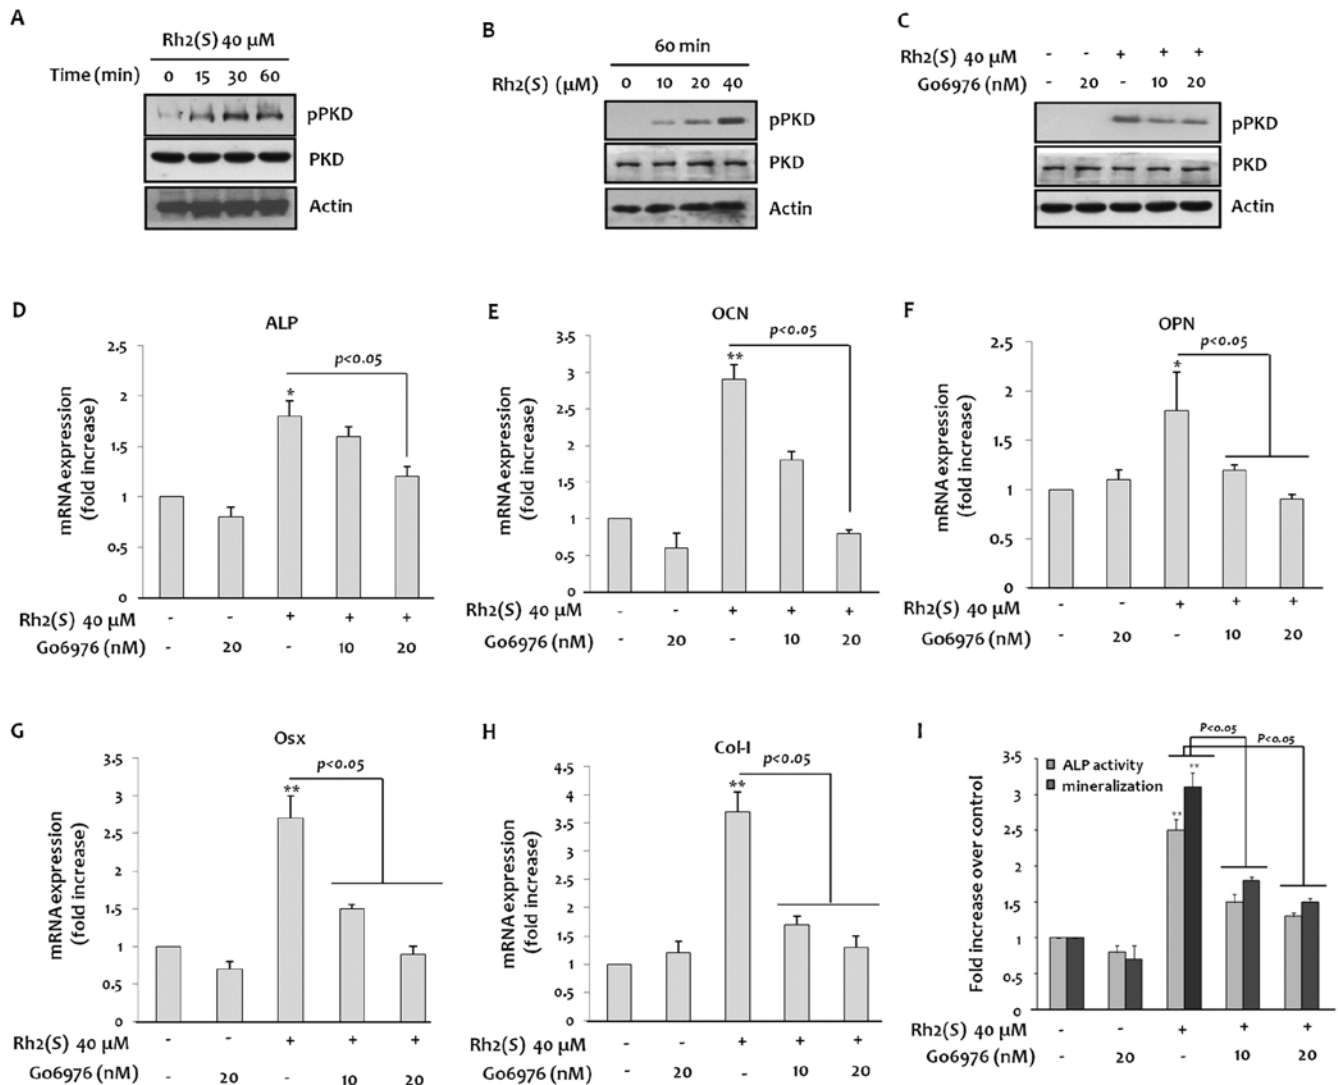 A
Rh2(S) 40 µM
Time (min) 0 15 30 60
pPKD
PKD
Actin
B
60 min
Rh2(S) (µM) 0 10 20 40
pPKD
PKD
Actin
C
Rh2(S) 40 µM - - + + +
Go6976 (nM) - 20 - 10 20
pPKD
PKD
Actin
D
ALP
mRNA expression
(fold increase)
2.5
2
1.5
1
0.5
0
*
p<0.05
Rh2(S) 40 µM - - + + +
Go6976 (nM) - 20 - 10 20
E
OCN
mRNA expression
(fold increase)
3.5
3
2.5
2
1.5
1
0.5
0
**
p<0.05
Rh2(S) 40 µM - - + + +
Go6976 (nM) - 20 - 10 20
F
OPN
mRNA expression
(fold increase)
2.5
2
1.5
1
0.5
0
*
p<0.05
Rh2(S) 40 µM - - + + +
Go6976 (nM) - 20 - 10 20
G
Osx
mRNA expression
(fold increase)
3.5
3
2.5
2
1.5
1
0.5
0
**
p<0.05
Rh2(S) 40 µM - - + + +
Go6976 (nM) - 20 - 10 20
H
Col-I
mRNA expression
(fold increase)
4.5
4
3.5
3
2.5
2
1.5
1
0.5
0
**
p<0.05
Rh2(S) 40 µM - - + + +
Go6976 (nM) - 20 - 10 20
I
Fold increase over control
3.5
3
2.5
2
1.5
1
0.5
0
ALP activity
mineralization
P<0.05
P<0.05
**
**
Rh2(S) 40 µM - - + + +
Go6976 (nM) - 20 - 10 20